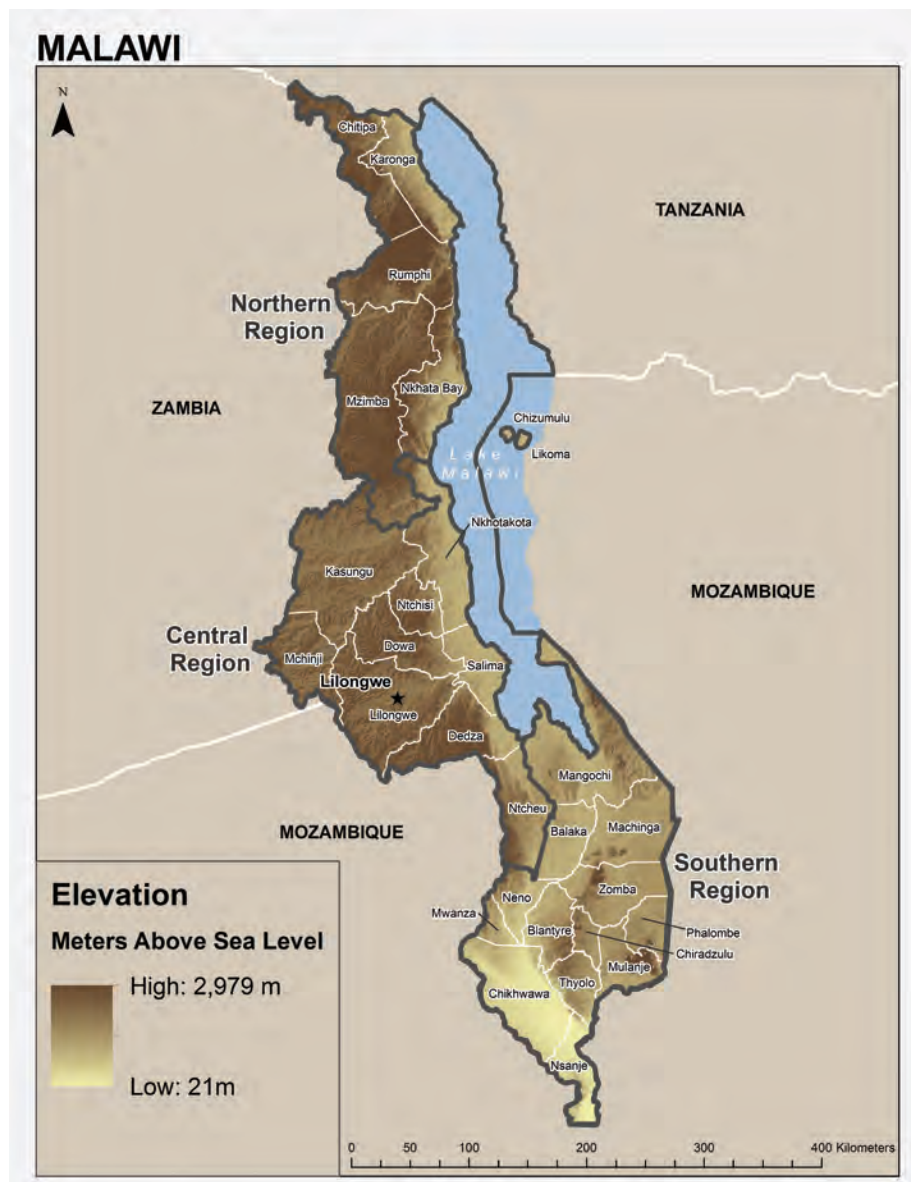 MALAWI
N
Chitipa
Karonga
TANZANIA
Rumphi
Northern
Region
Nkhata Bay
Mzimba
ZAMBIA
Chizumulu
Likoma
Lake
Malawi
Nkhotakota
Kasungu
MOZAMBIQUE
Ntchisi
Central
Region
Dowa
Mchinji
Salima
Lilongwe
Lilongwe
Dedza
Mangochi
Ntcheu
MOZAMBIQUE
Balaka
Machinga
Southern
Region
Zomba
Neno
Mwanza
Blantyre
Phalombe
Chiradzulu
Mulanje
Thyolo
Chikhwawa
Nsanje
Elevation
Meters Above Sea Level
High: 2,979 m
Low: 21m
0 50 100 200 300 400 Kilometers